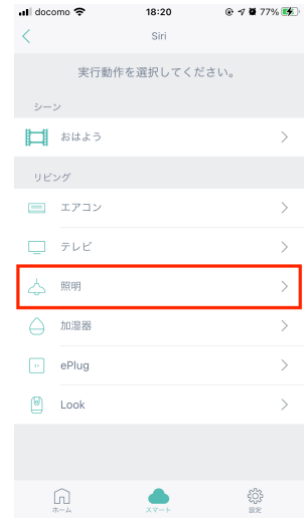 docomo 18:20 77%
Siri
実行動作を選択してください。
シーン
おはよう
リビング
エアコン
テレビ
照明
加湿器
ePlug
Look
ホーム スマート 設定